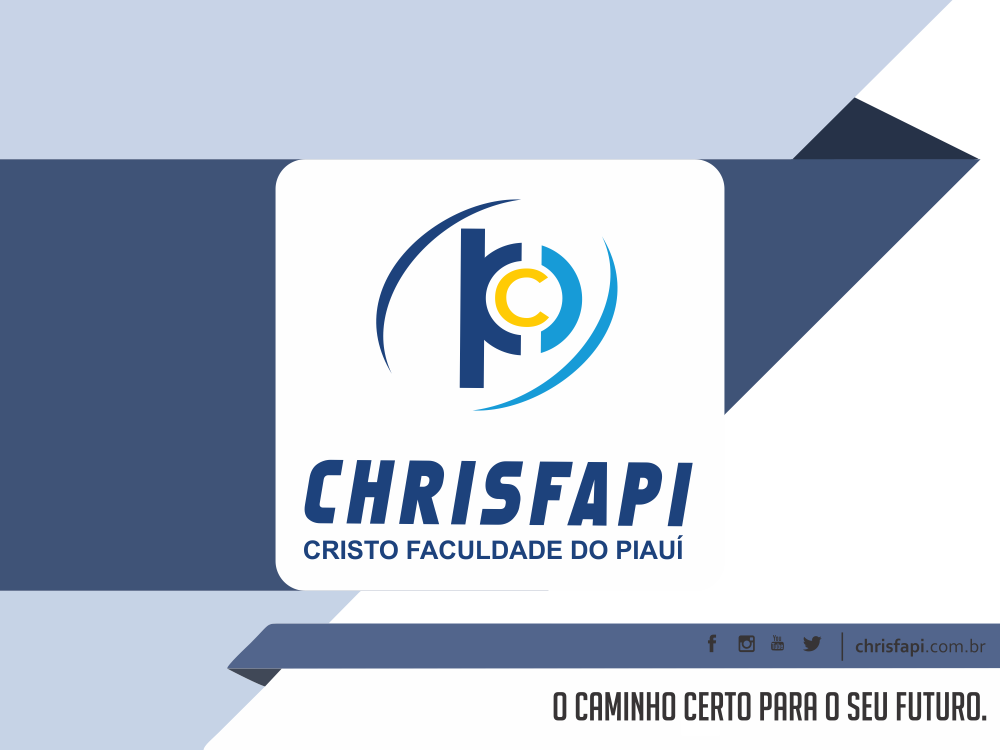 CHRISFAPI
CRISTO FACULDADE DO PIAUÍ
chrisfapi.com.br
O CAMINHO CERTO PARA O SEU FUTURO.